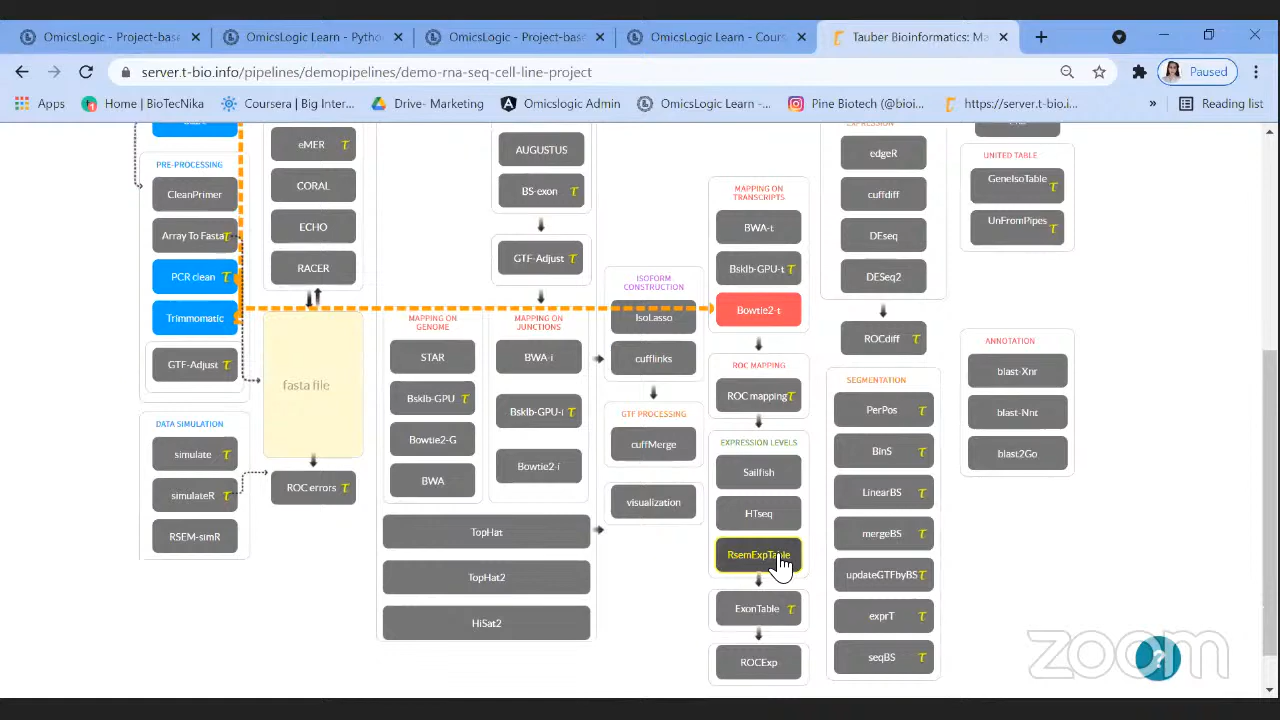 OmicsLogic - Project-base
OmicsLogic Learn - Pytho
OmicsLogic - Project-base
OmicsLogic Learn - Cours
Tauber Bioinformatics: Ma
server.t-bio.info/pipelines/demopipelines/demo-rna-seq-cell-line-project
Paused
Apps
Home | BioTecNika
Coursera | Big Inter...
Drive- Marketing
Omicslogic Admin
OmicsLogic Learn -...
Pine Biotech (@bioi...
https://server.t-bio.i...
»
Reading list
PRE-PROCESSING
CleanPrimer
Array To Fasta
PCR clean
Trimmomatic
GTF-Adjust
DATA SIMULATION
simulate
simulateR
RSEM-simR
eMER
CORAL
ECHO
RACER
fasta file
ROC errors
MAPPING ON
GENOME
STAR
Bsklb-GPU
Bowtie2-G
BWA
TopHat
TopHat2
HiSat2
AUGUSTUS
BS-exon
GTF-Adjust
MAPPING ON
JUNCTIONS
BWA-i
Bsklb-GPU-i
Bowtie2-i
ISOFORM
CONSTRUCTION
IsoLasso
cufflinks
GTF PROCESSING
cuffMerge
visualization
MAPPING ON
TRANSCRIPTS
BWA-t
Bsklb-GPU-t
Bowtie2-t
ROC MAPPING
ROC mapping
EXPRESSION LEVELS
Sailfish
HTseq
RsemExpTable
ExonTable
ROCExp
EXPRESSION
edgeR
cuffdiff
DEseq
DESeq2
ROCdiff
SEGMENTATION
PerPos
BinS
LinearBS
mergeBS
updateGTFbyBS
exprT
seqBS
UNITED TABLE
GeneIsoTable
UnFromPipes
ANNOTATION
blast-Xnr
blast-Nnt
blast2Go
zoom
?